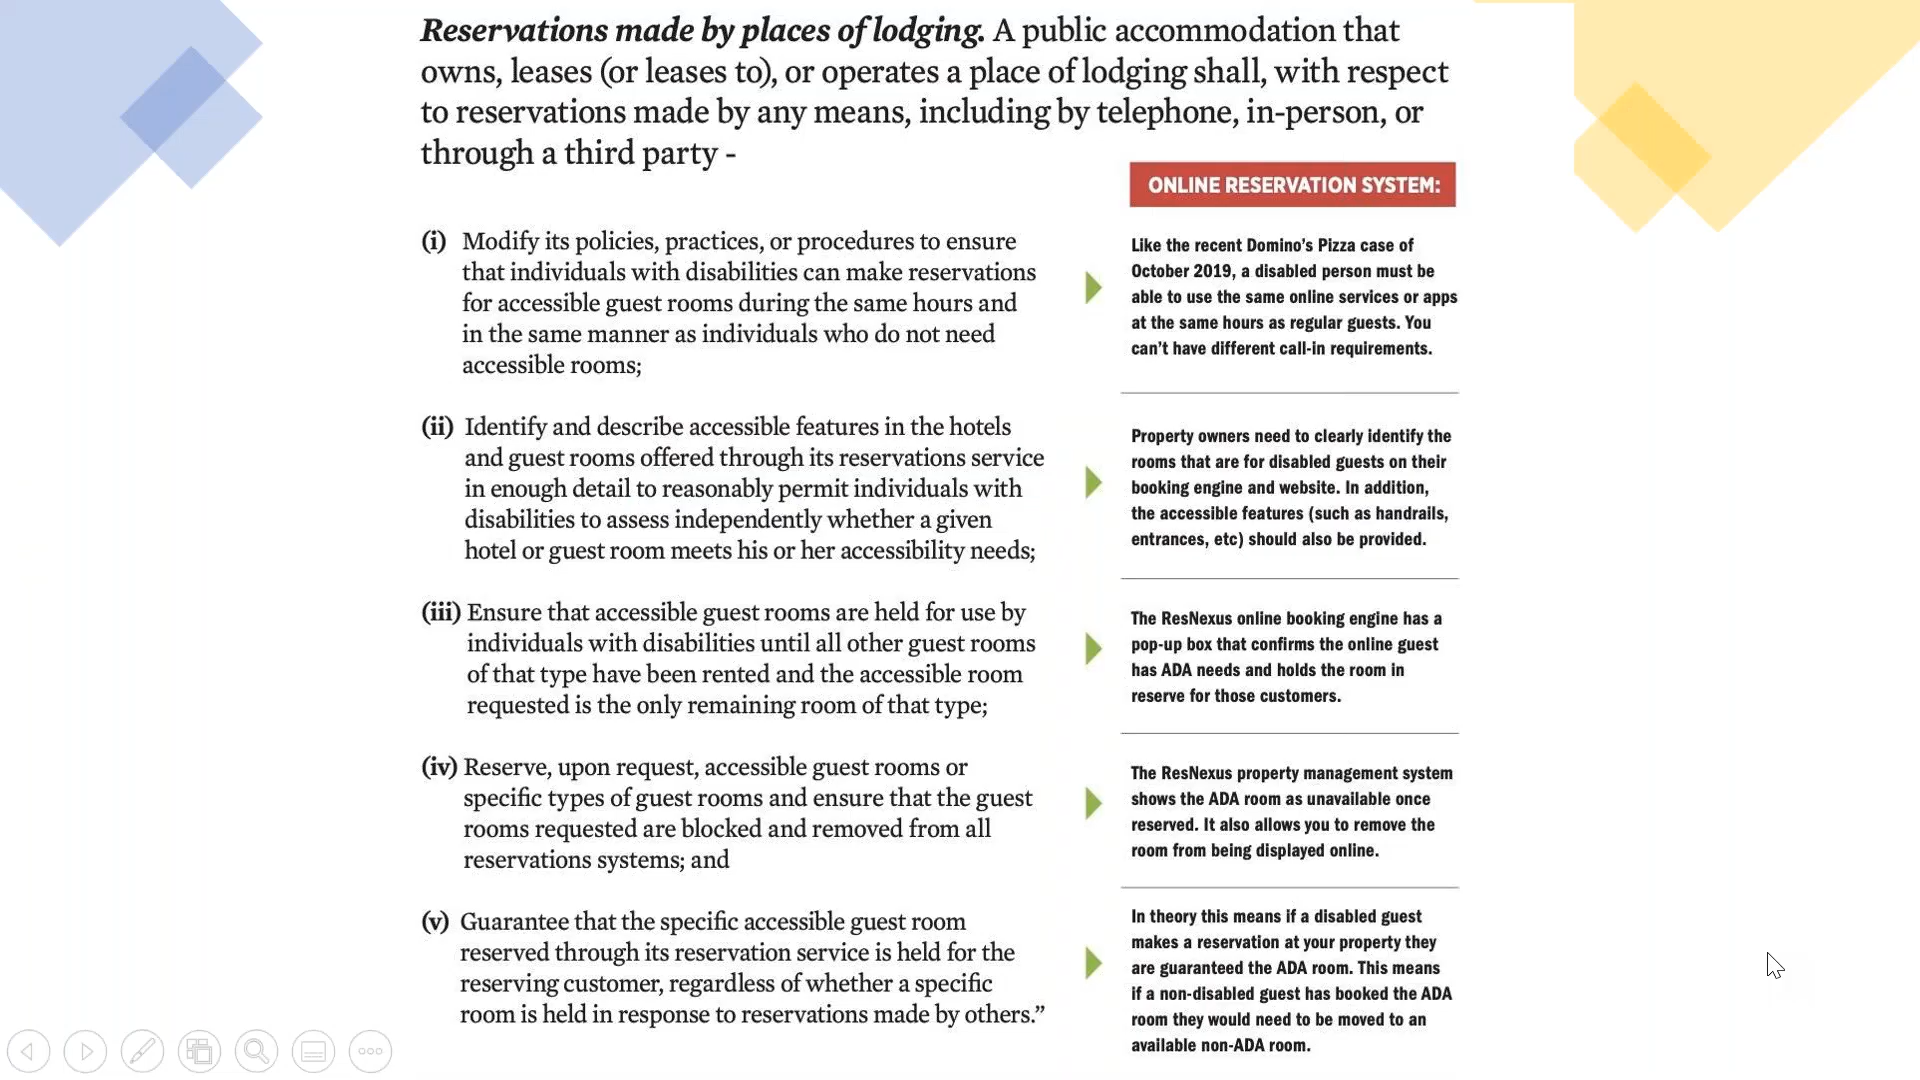 Reservations made by places of lodging. A public accommodation that
owns, leases (or leases to), or operates a place of lodging shall, with respect
to reservations made by any means, including by telephone, in-person, or
through a third party -
ONLINE RESERVATION SYSTEM:
(i) Modify its policies, practices, or procedures to ensure
that individuals with disabilities can make reservations
for accessible guest rooms during the same hours and
in the same manner as individuals who do not need
accessible rooms;
Like the recent Domino's Pizza case of
October 2019, a disabled person must be
able to use the same online services or apps
at the same hours as regular guests. You
can't have different call-in requirements.
(ii) Identify and describe accessible features in the hotels
and guest rooms offered through its reservations service
in enough detail to reasonably permit individuals with
disabilities to assess independently whether a given
hotel or guest room meets his or her accessibility needs;
Property owners need to clearly identify the
rooms that are for disabled guests on their
booking engine and website. In addition,
the accessible features (such as handrails,
entrances, etc) should also be provided.
(iii) Ensure that accessible guest rooms are held for use by
individuals with disabilities until all other guest rooms
of that type have been rented and the accessible room
requested is the only remaining room of that type;
The ResNexus online booking engine has a
pop-up box that confirms the online guest
has ADA needs and holds the room in
reserve for those customers.
(iv) Reserve, upon request, accessible guest rooms or
specific types of guest rooms and ensure that the guest
rooms requested are blocked and removed from all
reservations systems; and
The ResNexus property management system
shows the ADA room as unavailable once
reserved. It also allows you to remove the
room from being displayed online.
(v) Guarantee that the specific accessible guest room
reserved through its reservation service is held for the
reserving customer, regardless of whether a specific
room is held in response to reservations made by others.”
In theory this means if a disabled guest
makes a reservation at your property they
are guaranteed the ADA room. This means
if a non-disabled guest has booked the ADA
room they would need to be moved to an
available non-ADA room.